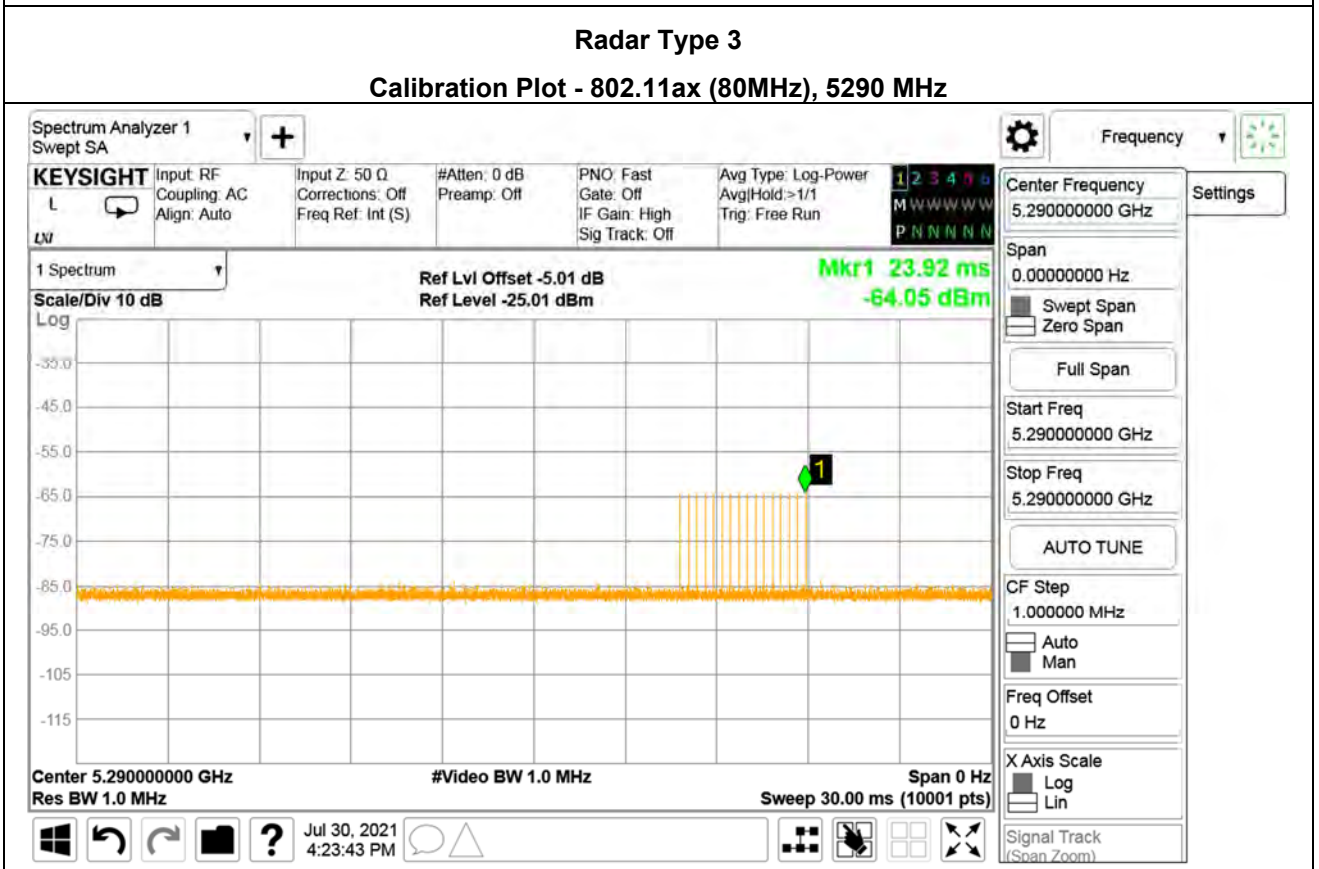 Radar Type 3
Calibration Plot - 802.11ax (80MHz), 5290 MHz
Spectrum Analyzer 1
Swept SA
Frequency
KEYSIGHT
L
LXI
Input: RF
Coupling: AC
Align: Auto
Input Z: 50 Ω
Corrections: Off
Freq Ref: Int (S)
#Atten: 0 dB
Preamp: Off
PNO: Fast
Gate: Off
IF Gain: High
Sig Track: Off
Avg Type: Log-Power
Avg|Hold:>1/1
Trig: Free Run
1 2 3 4 5 6
M W W W W W
P N N N N N
Center Frequency
5.290000000 GHz
Settings
Span
0.00000000 Hz
Swept Span
Zero Span
Full Span
Start Freq
5.290000000 GHz
Stop Freq
5.290000000 GHz
AUTO TUNE
CF Step
1.000000 MHz
Auto
Man
Freq Offset
0 Hz
X Axis Scale
Log
Lin
Signal Track
(Span Zoom)
1 Spectrum
Scale/Div 10 dB
Log
Ref Lvl Offset -5.01 dB
Ref Level -25.01 dBm
Mkr1 23.92 ms
-64.05 dBm
1
-35.0
-45.0
-55.0
-65.0
-75.0
-85.0
-95.0
-105
-115
Center 5.290000000 GHz
Res BW 1.0 MHz
#Video BW 1.0 MHz
Span 0 Hz
Sweep 30.00 ms (10001 pts)
?
Jul 30, 2021
4:23:43 PM